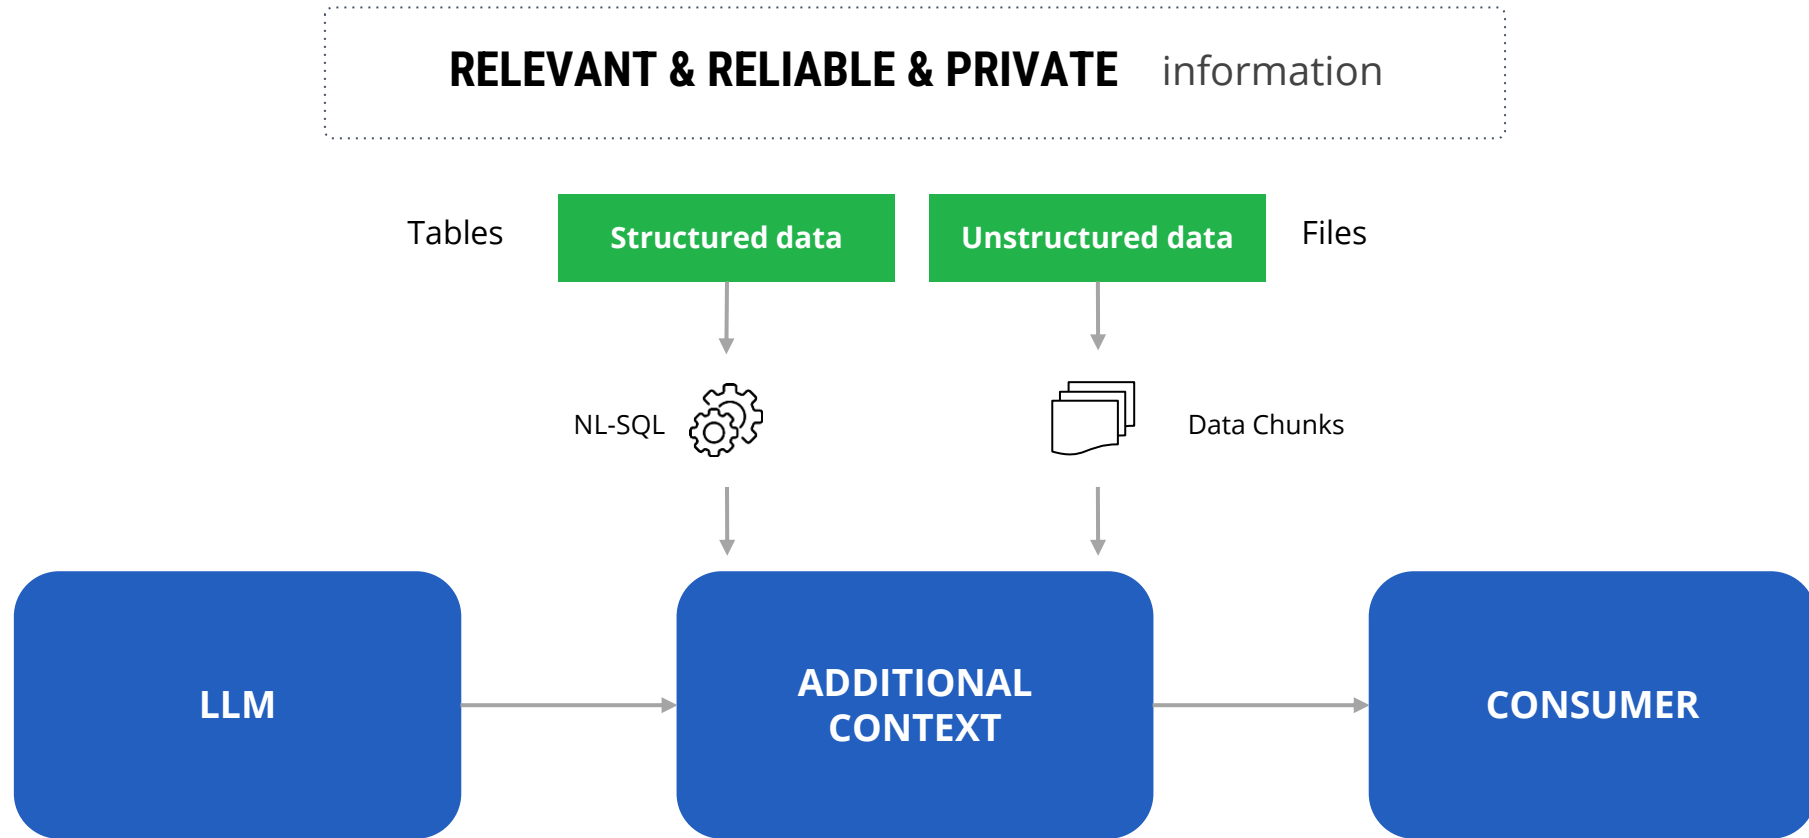 RELEVANT & RELIABLE & PRIVATE information
Tables
Structured data
Unstructured data
Files
NL-SQL
Data Chunks
LLM
ADDITIONAL
CONTEXT
CONSUMER